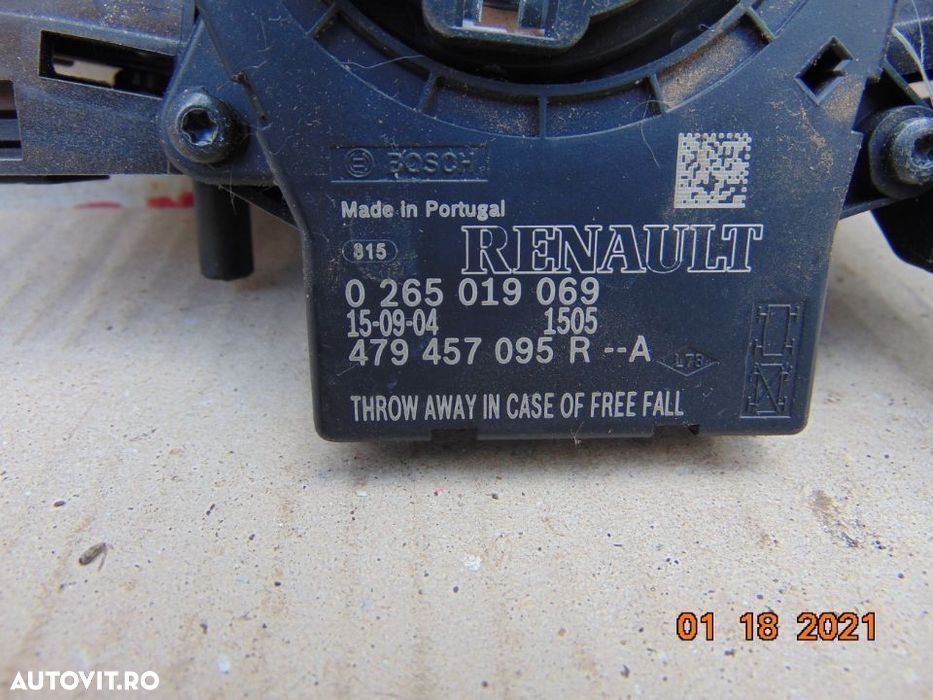 BOSCH
Made in Portugal
815
RENAULT
0 265 019 069
15-09-04 1505
479 457 095 R --A
L78
THROW AWAY IN CASE OF FREE FALL
01 18 2021
AUTOVIT.RO